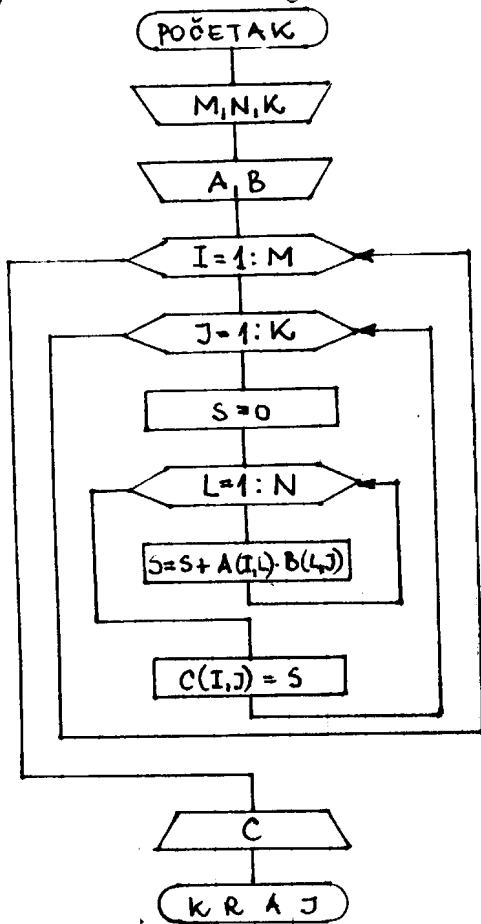 POČETAK
M,N,K
A,B
I=1:M
J=1:K
S=0
L=1:N
S=S+A(I,L)·B(L,J)
C(I,J)=S
C
KRAJ